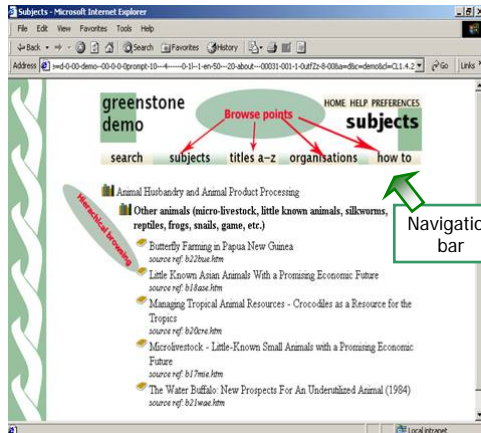 Subjects - Microsoft Internet Explorer
File Edit View Favorites Tools Help
Back Search Favorites History
Address Go Links
greenstone
demo
Browse points
HOME HELP PREFERENCES
subjects
search subjects titles a-z organisations how to
Navigatio
bar
Hierachical browsing
Animal Husbandry and Animal Product Processing
Other animals (micro-livestock, little known animals, silkworms,
reptiles, frogs, snails, game, etc.)
Butterfly Farming in Papua New Guinea
source ref: b22bue.htm
Little Known Asian Animals With a Promising Economic Future
source ref: b18ase.htm
Managing Tropical Animal Resources - Crocodiles as a Resource for the
Tropics
source ref: b20cre.htm
Microlivestock - Little-Known Small Animals with a Promising Economic
Future
source ref: b17mie.htm
The Water Buffalo: New Prospects For An Underutilized Animal (1984)
source ref: b21wae.htm
Local intranet